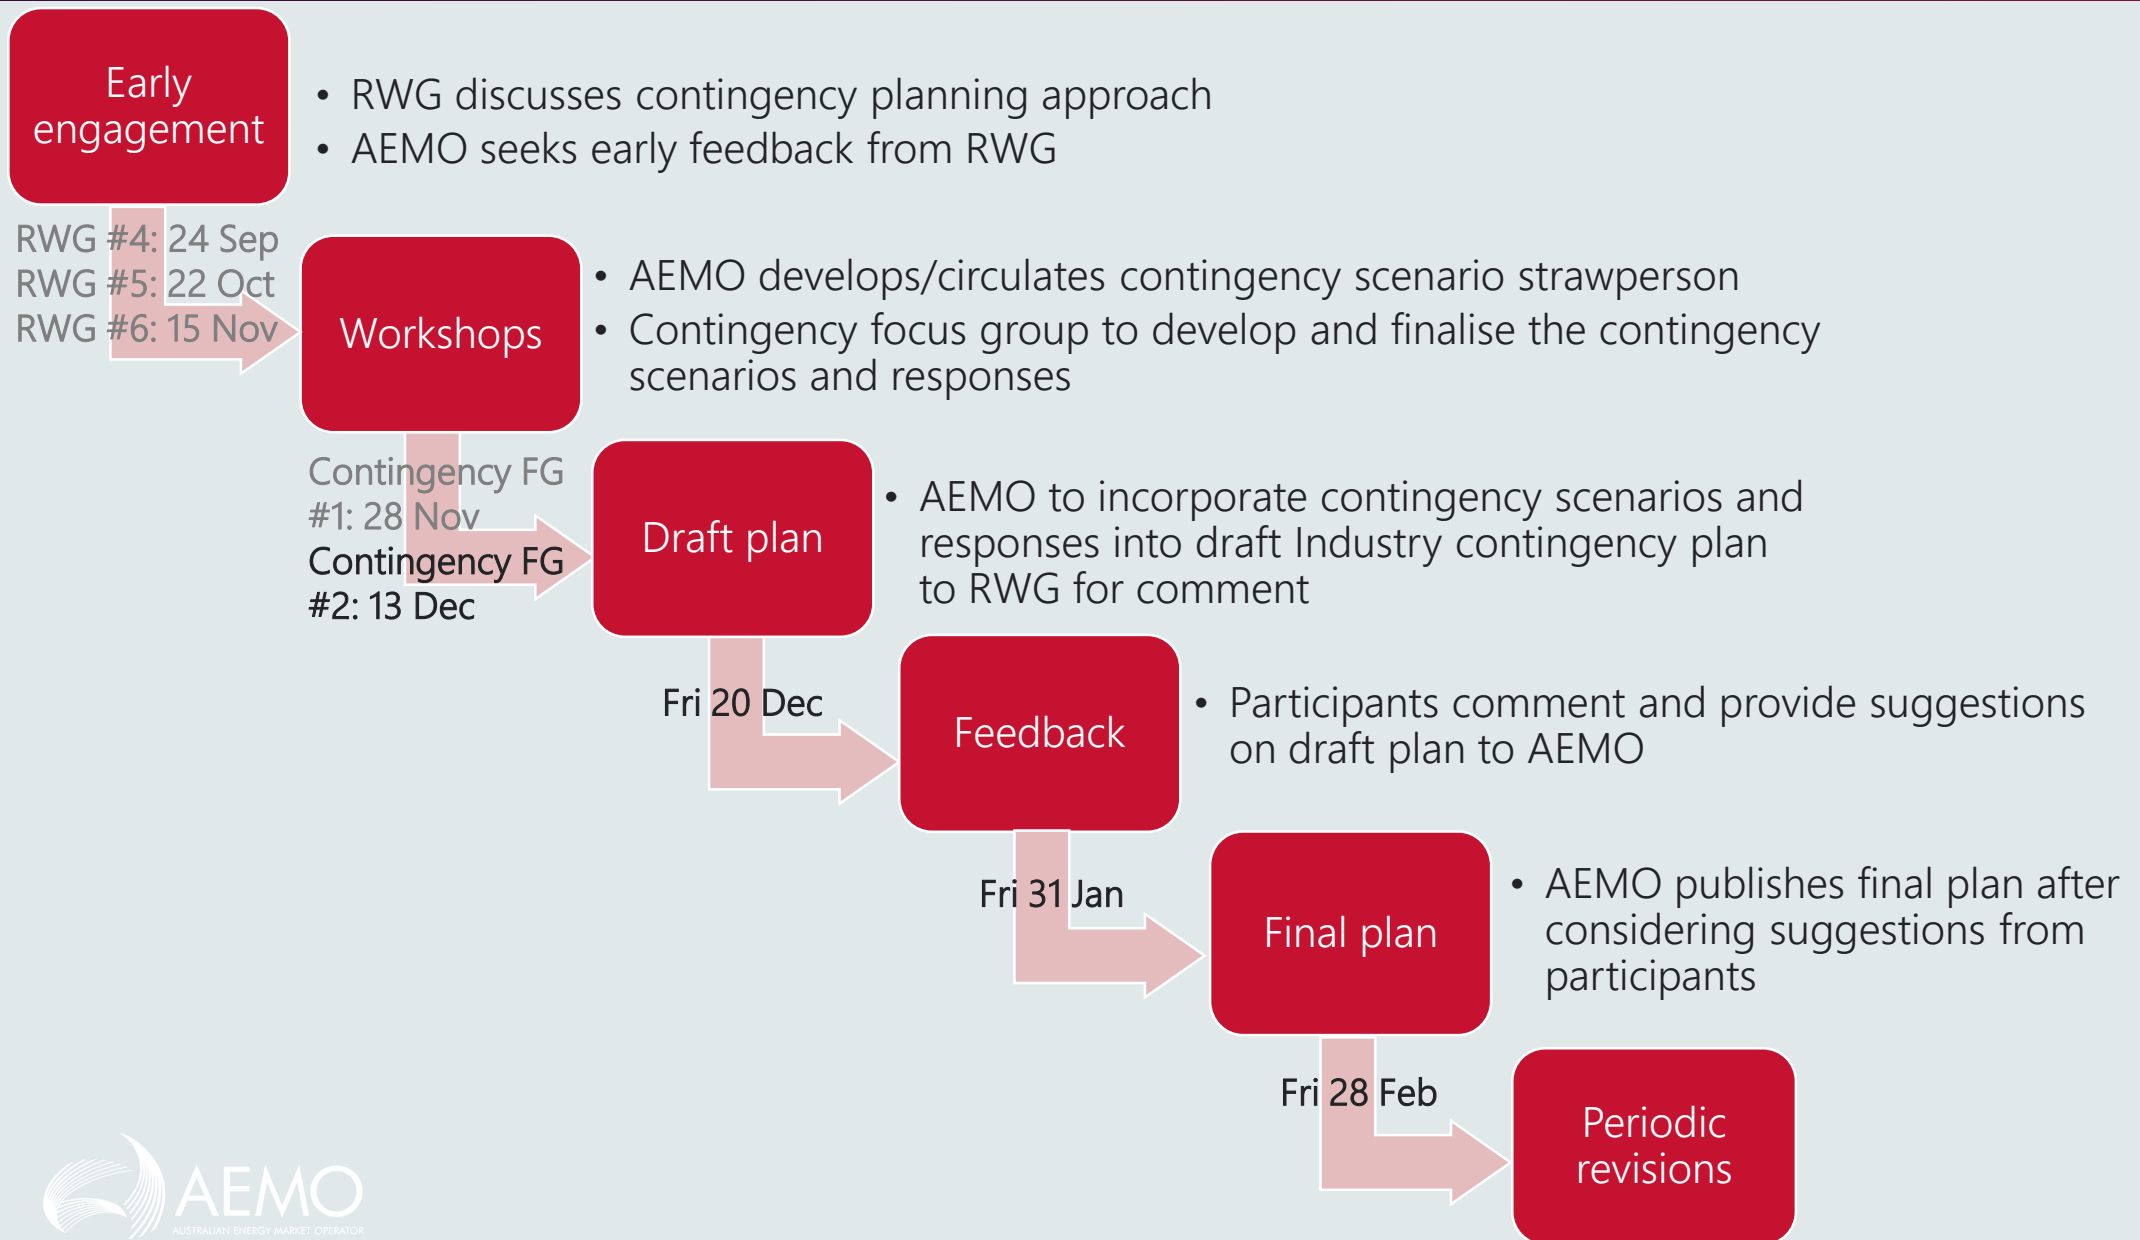 Early
engagement
• RWG discusses contingency planning approach
• AEMO seeks early feedback from RWG
RWG #4: 24 Sep
RWG #5: 22 Oct
RWG #6: 15 Nov
Workshops
• AEMO develops/circulates contingency scenario strawperson
• Contingency focus group to develop and finalise the contingency
scenarios and responses
Contingency FG
#1: 28 Nov
Contingency FG
#2: 13 Dec
Draft plan
• AEMO to incorporate contingency scenarios and
responses into draft Industry contingency plan
to RWG for comment
Fri 20 Dec
Feedback
• Participants comment and provide suggestions
on draft plan to AEMO
Fri 31 Jan
Final plan
• AEMO publishes final plan after
considering suggestions from
participants
Fri 28 Feb
Periodic
revisions
AEMO
AUSTRALIAN ENERGY MARKET OPERATOR